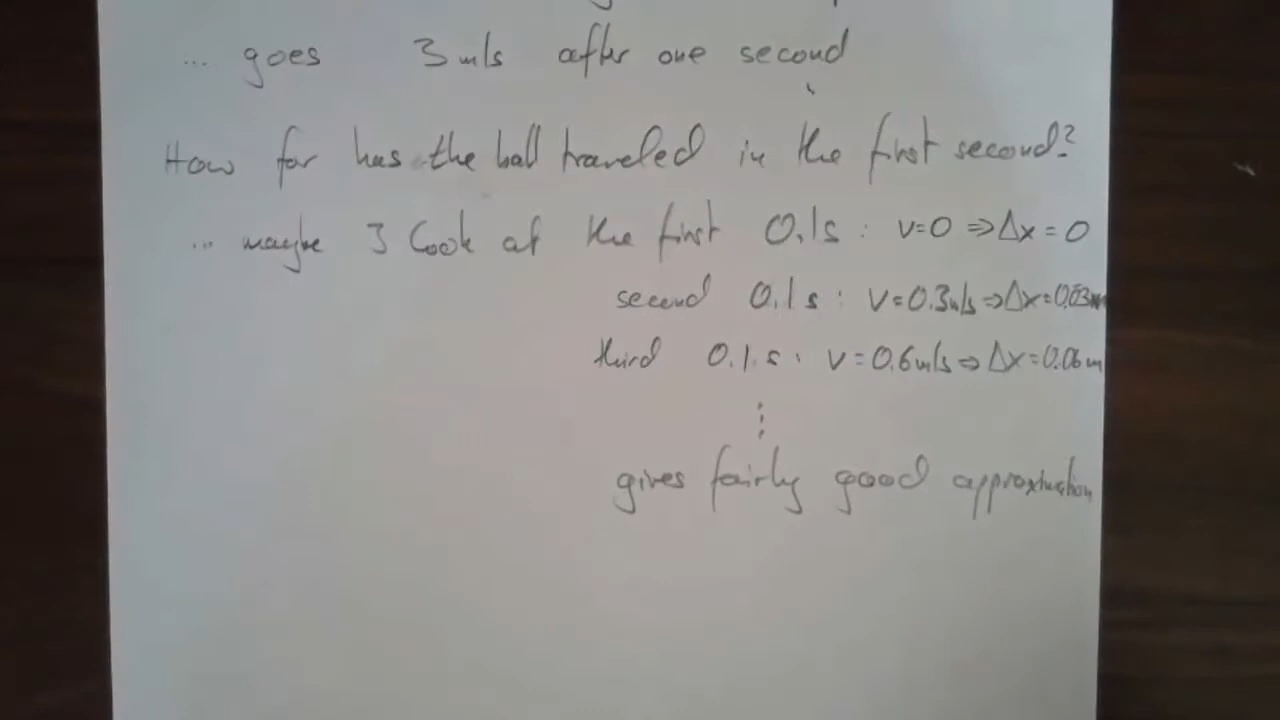 ... goes 3 m/s after one second
How far has the ball traveled in the first second?
... maybe I look at the first 0.1s : v=0 ⇒ Δx = 0
second 0.1s : v=0.3m/s ⇒ Δx=0.03m
third 0.1s : v=0.6m/s ⇒ Δx=0.06m
⋮
gives fairly good approximation